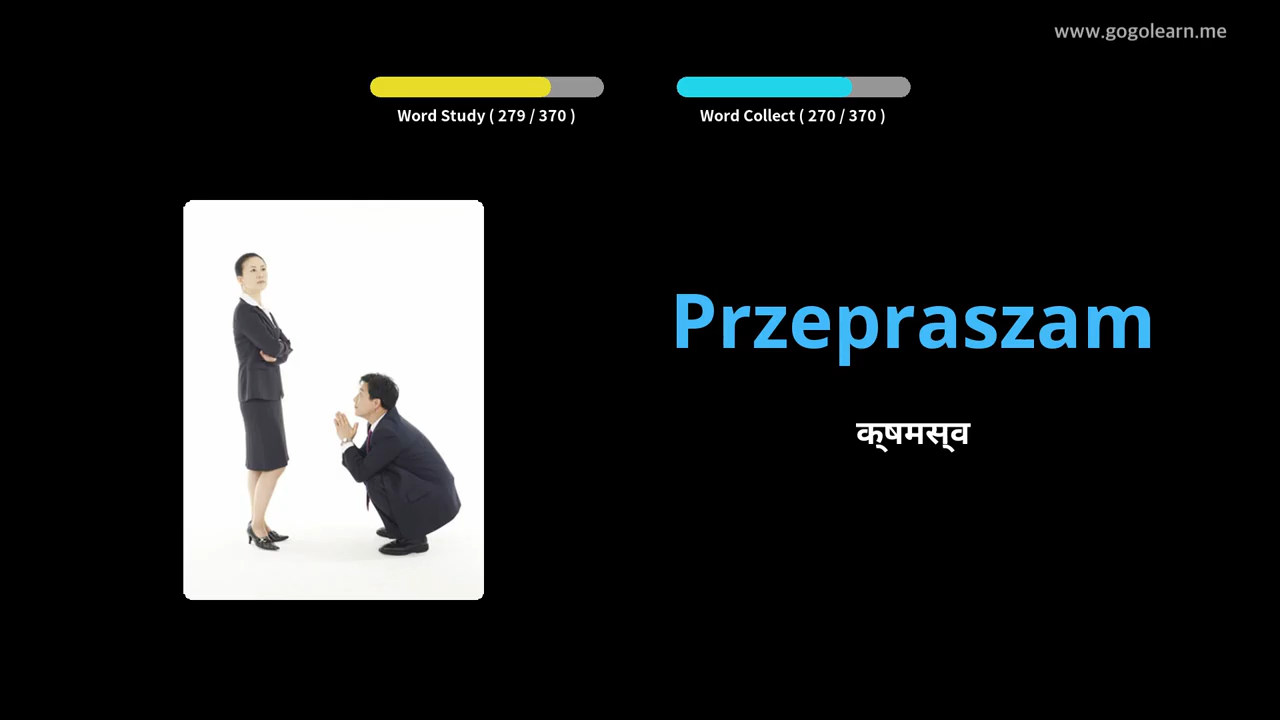 www.gogolearn.me
Word Study ( 279 / 370 )
Word Collect ( 270 / 370 )
Przepraszam
क्षमस्व